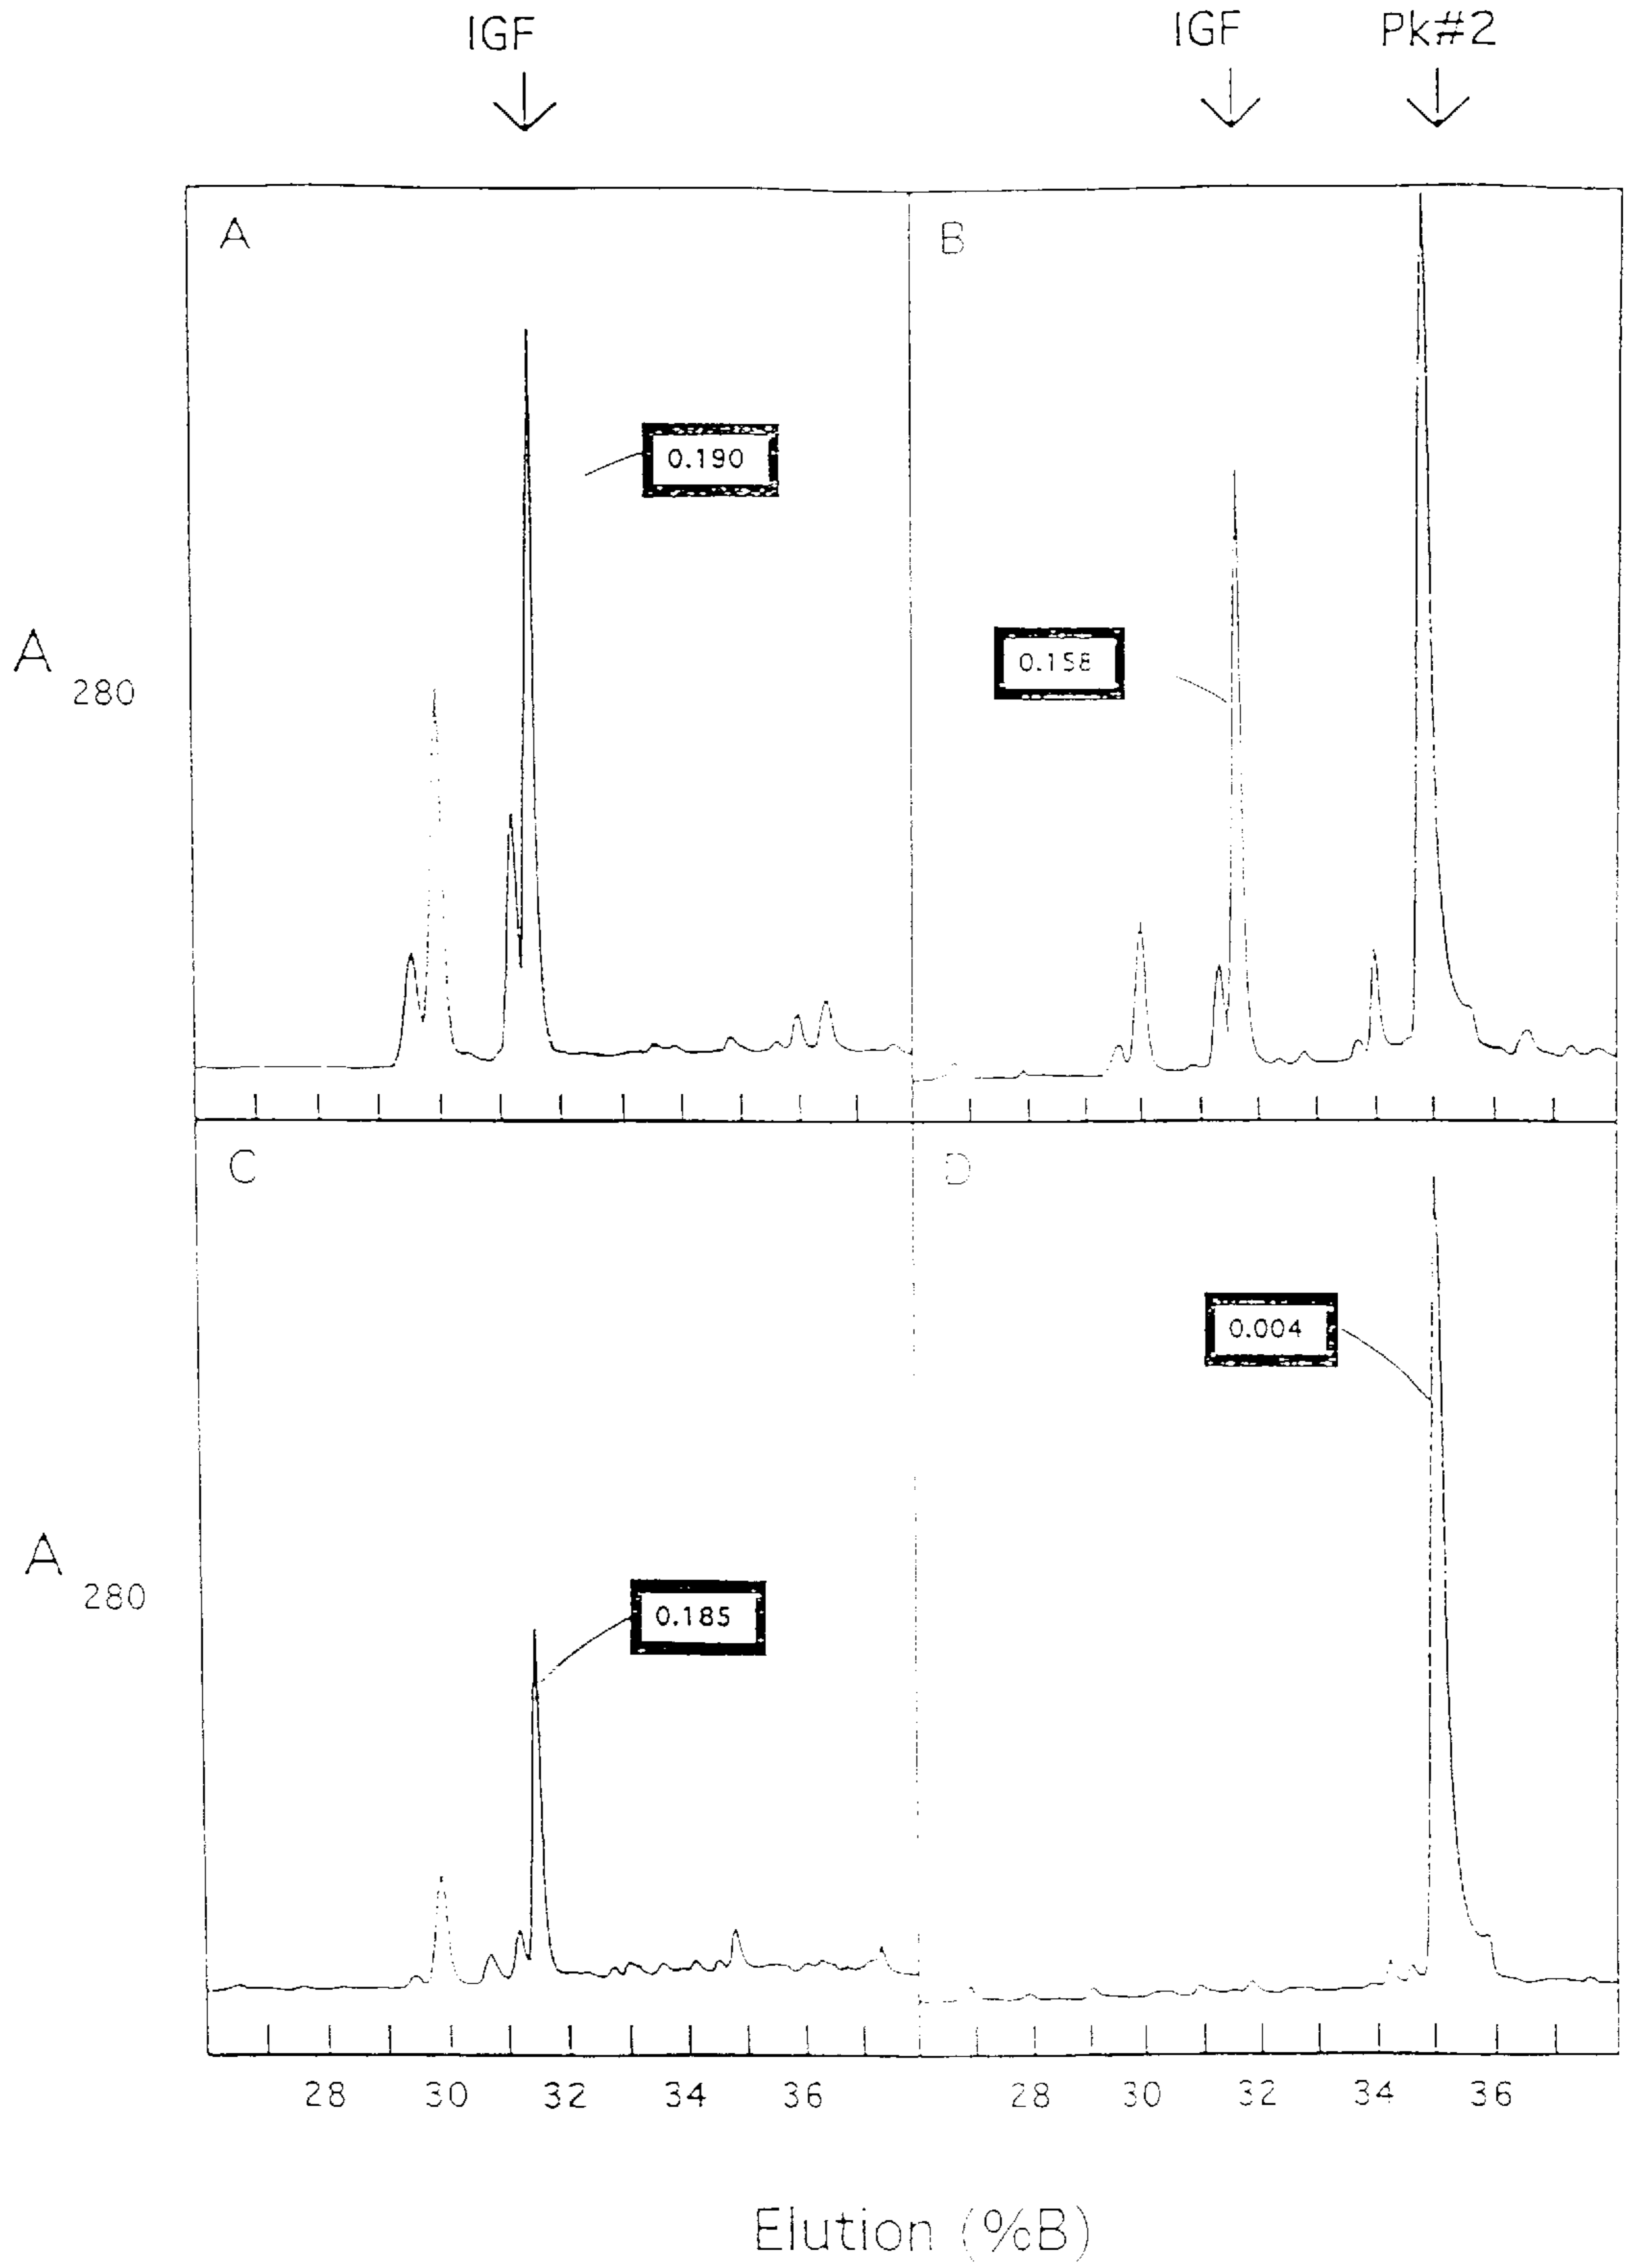 IGF IGF Pk#2
A B
0.190
0.158
A 280
C D
0.004
0.185
A 280
28 30 32 34 36 28 30 32 34 36
Elution (%B)